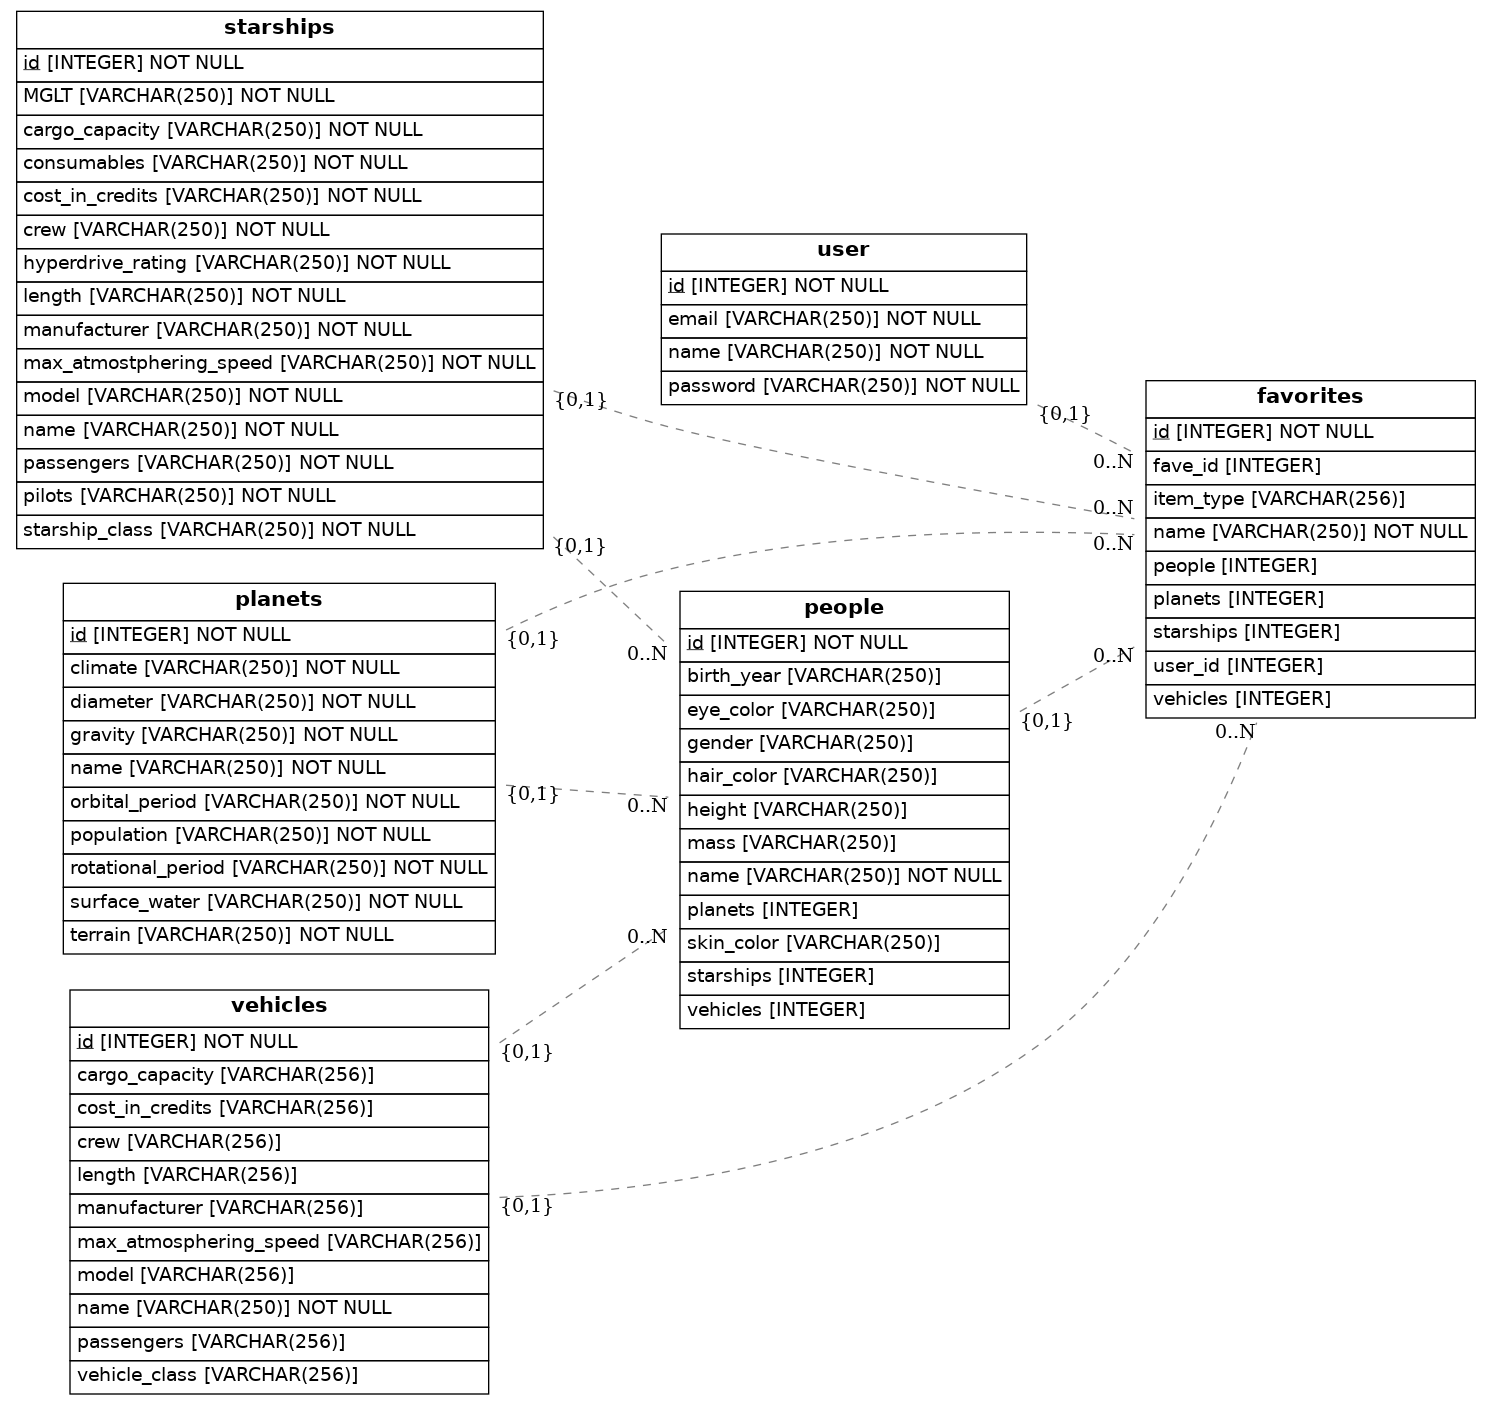 starships
id [INTEGER] NOT NULL
MGLT [VARCHAR(250)] NOT NULL
cargo_capacity [VARCHAR(250)] NOT NULL
consumables [VARCHAR(250)] NOT NULL
cost_in_credits [VARCHAR(250)] NOT NULL
crew [VARCHAR(250)] NOT NULL
hyperdrive_rating [VARCHAR(250)] NOT NULL
length [VARCHAR(250)] NOT NULL
manufacturer [VARCHAR(250)] NOT NULL
max_atmostphering_speed [VARCHAR(250)] NOT NULL
model [VARCHAR(250)] NOT NULL
name [VARCHAR(250)] NOT NULL
passengers [VARCHAR(250)] NOT NULL
pilots [VARCHAR(250)] NOT NULL
starship_class [VARCHAR(250)] NOT NULL
{0,1}
{0,1}
user
id [INTEGER] NOT NULL
email [VARCHAR(250)] NOT NULL
name [VARCHAR(250)] NOT NULL
password [VARCHAR(250)] NOT NULL
{0,1}
0..N
0..N
0..N
0..N
0..N
favorites
id [INTEGER] NOT NULL
fave_id [INTEGER]
item_type [VARCHAR(256)]
name [VARCHAR(250)] NOT NULL
people [INTEGER]
planets [INTEGER]
starships [INTEGER]
user_id [INTEGER]
vehicles [INTEGER]
planets
id [INTEGER] NOT NULL
climate [VARCHAR(250)] NOT NULL
diameter [VARCHAR(250)] NOT NULL
gravity [VARCHAR(250)] NOT NULL
name [VARCHAR(250)] NOT NULL
orbital_period [VARCHAR(250)] NOT NULL
population [VARCHAR(250)] NOT NULL
rotational_period [VARCHAR(250)] NOT NULL
surface_water [VARCHAR(250)] NOT NULL
terrain [VARCHAR(250)] NOT NULL
{0,1}
{0,1}
0..N
0..N
0..N
people
id [INTEGER] NOT NULL
birth_year [VARCHAR(250)]
eye_color [VARCHAR(250)]
gender [VARCHAR(250)]
hair_color [VARCHAR(250)]
height [VARCHAR(250)]
mass [VARCHAR(250)]
name [VARCHAR(250)] NOT NULL
planets [INTEGER]
skin_color [VARCHAR(250)]
starships [INTEGER]
vehicles [INTEGER]
{0,1}
vehicles
id [INTEGER] NOT NULL
cargo_capacity [VARCHAR(256)]
cost_in_credits [VARCHAR(256)]
crew [VARCHAR(256)]
length [VARCHAR(256)]
manufacturer [VARCHAR(256)]
max_atmosphering_speed [VARCHAR(256)]
model [VARCHAR(256)]
name [VARCHAR(250)] NOT NULL
passengers [VARCHAR(256)]
vehicle_class [VARCHAR(256)]
{0,1}
{0,1}